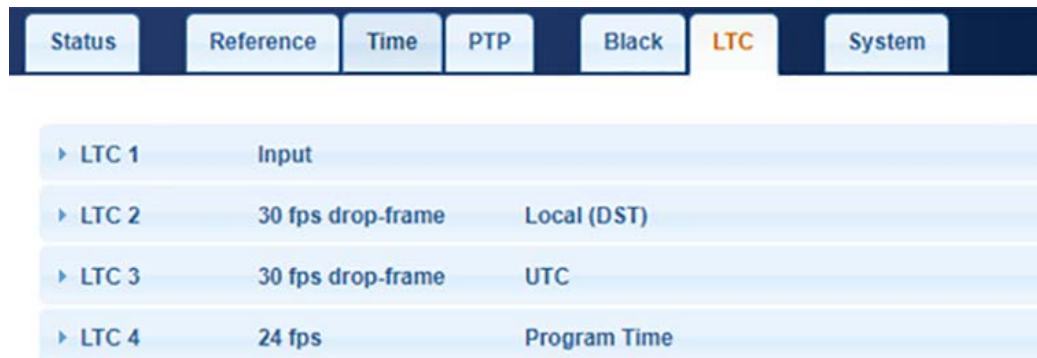 Status Reference Time PTP Black LTC System
LTC 1 Input
LTC 2 30 fps drop-frame Local (DST)
LTC 3 30 fps drop-frame UTC
LTC 4 24 fps Program Time